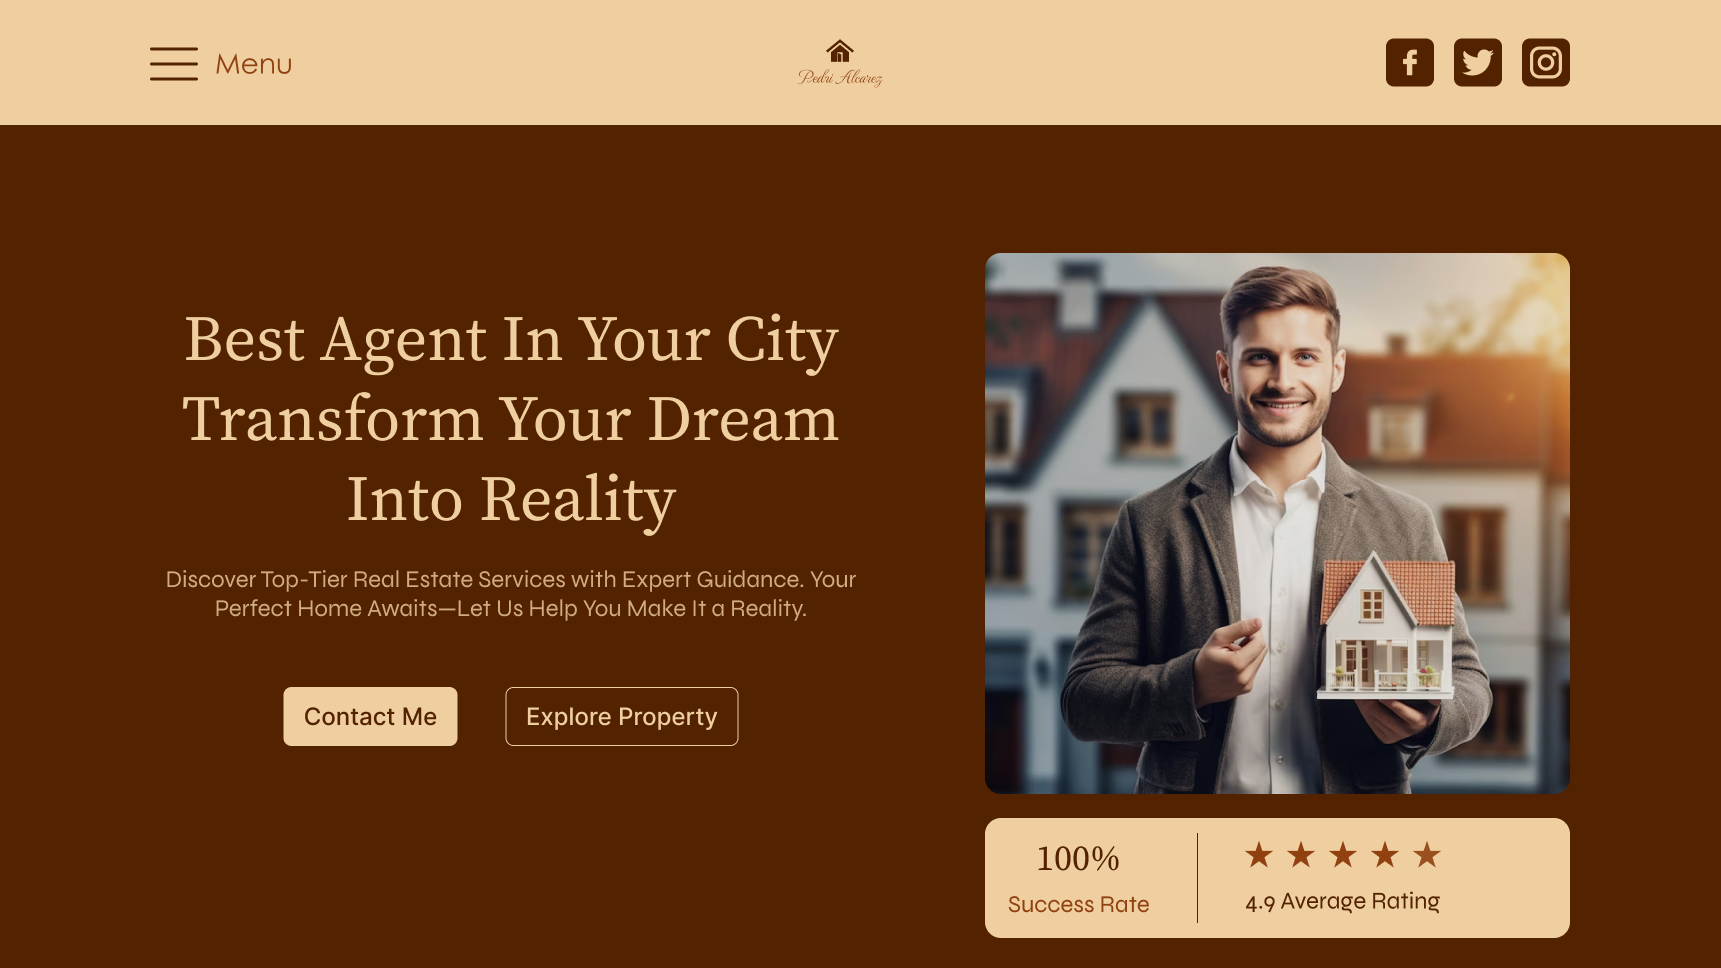 Menu
Pedri Alcarez
Best Agent In Your City
Transform Your Dream
Into Reality
Discover Top-Tier Real Estate Services with Expert Guidance. Your
Perfect Home Awaits—Let Us Help You Make It a Reality.
Contact Me
Explore Property
100%
Success Rate
4.9 Average Rating